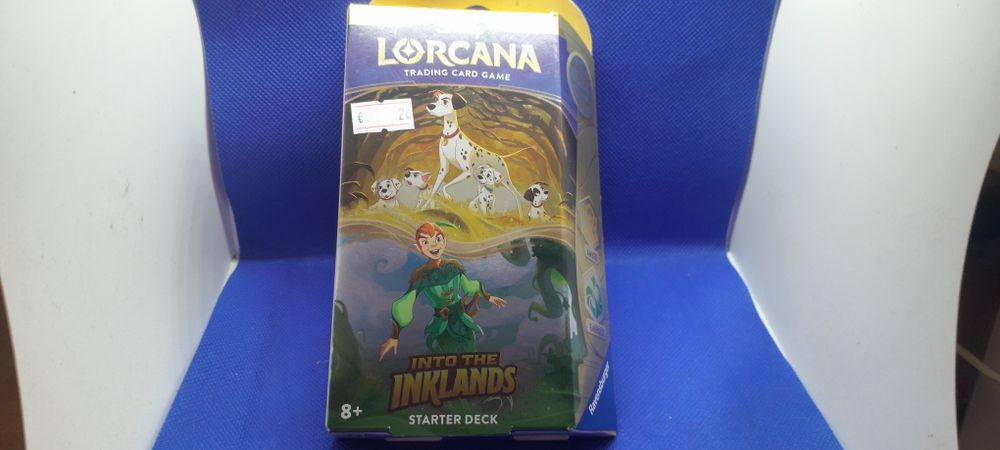 LORCANA
TRADING CARD GAME
INTO THE
INKLANDS
8+
STARTER DECK
Ravensburger